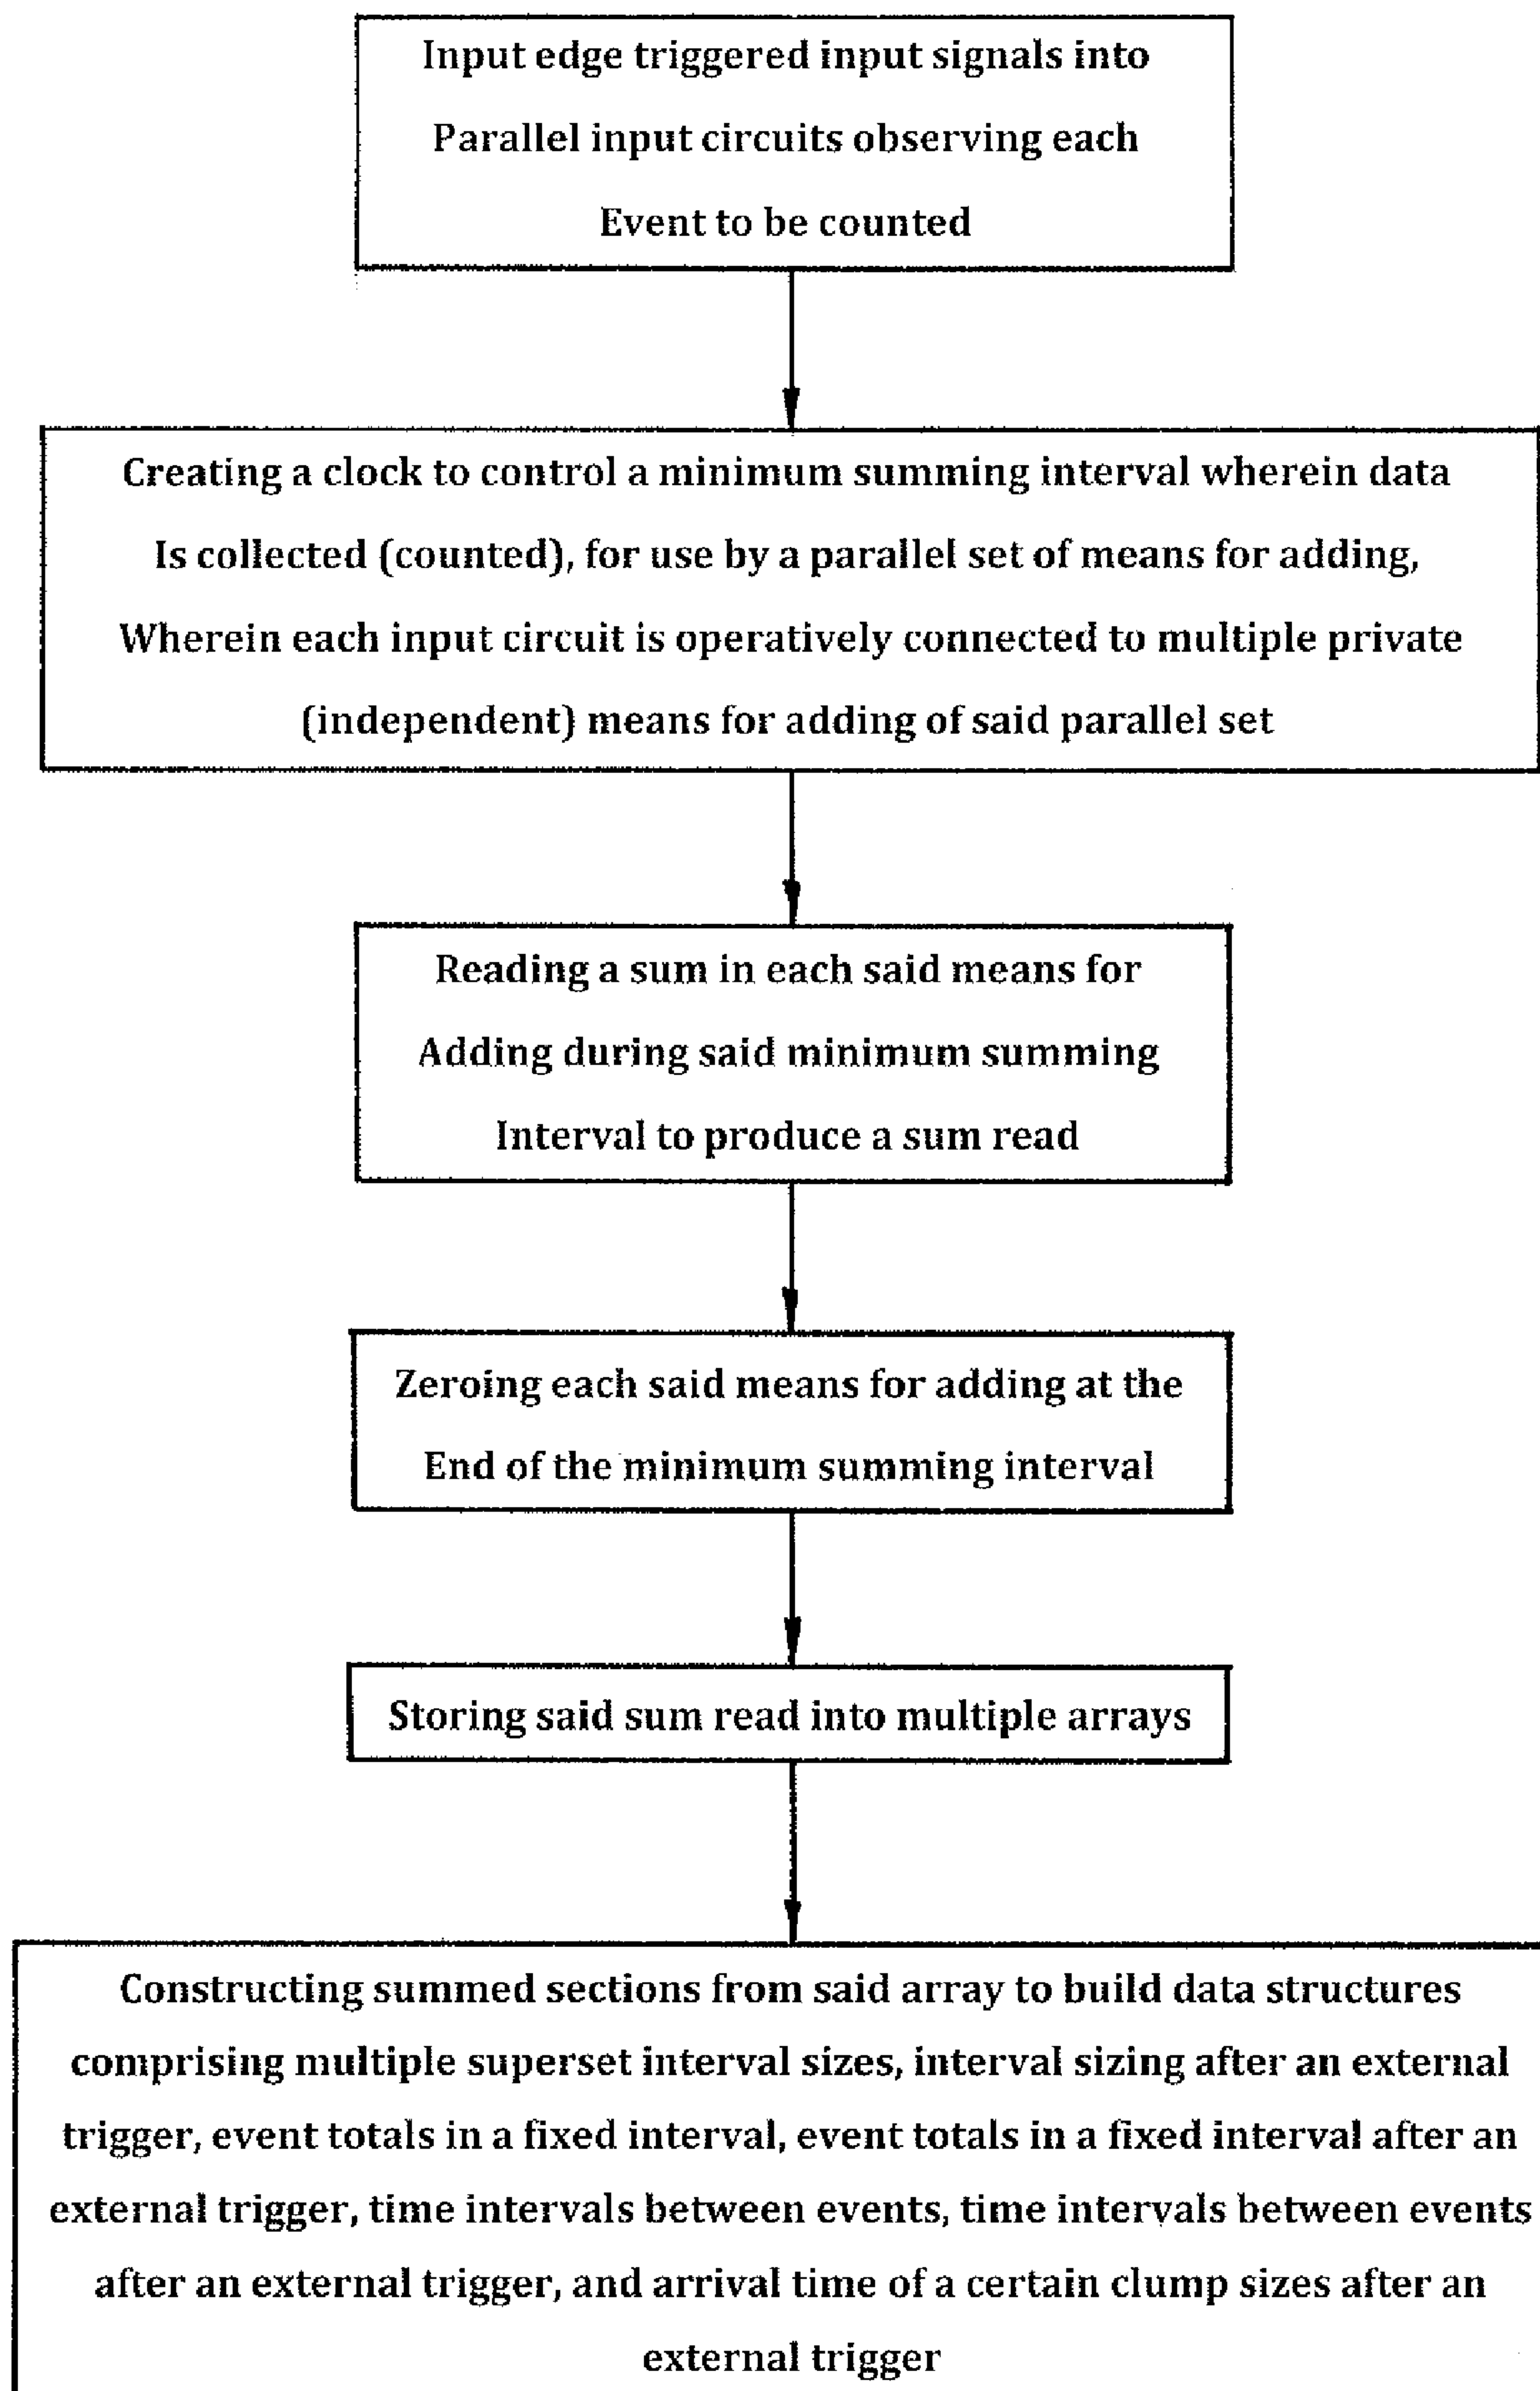 Input edge triggered input signals into
Parallel input circuits observing each
Event to be counted
Creating a clock to control a minimum summing interval wherein data
Is collected (counted), for use by a parallel set of means for adding,
Wherein each input circuit is operatively connected to multiple private
(independent) means for adding of said parallel set
Reading a sum in each said means for
Adding during said minimum summing
Interval to produce a sum read
Zeroing each said means for adding at the
End of the minimum summing interval
Storing said sum read into multiple arrays
Constructing summed sections from said array to build data structures
comprising multiple superset interval sizes, interval sizing after an external
trigger, event totals in a fixed interval, event totals in a fixed interval after an
external trigger, time intervals between events, time intervals between events
after an external trigger, and arrival time of a certain clump sizes after an
external trigger